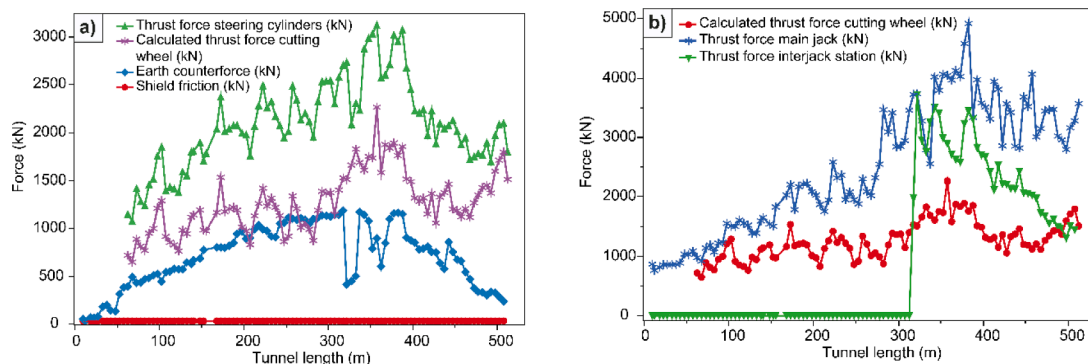 a)
Thrust force steering cylinders (kN)
Calculated thrust force cutting
wheel (kN)
Earth counterforce (kN)
Shield friction (kN)
Force (kN)
3000
2500
2000
1500
1000
500
0
0
100
200
300
400
500
Tunnel length (m)
b)
Calculated thrust force cutting wheel (kN)
Thrust force main jack (kN)
Thrust force interjack station (kN)
Force (kN)
5000
4000
3000
2000
1000
0
0
100
200
300
400
500
Tunnel length (m)